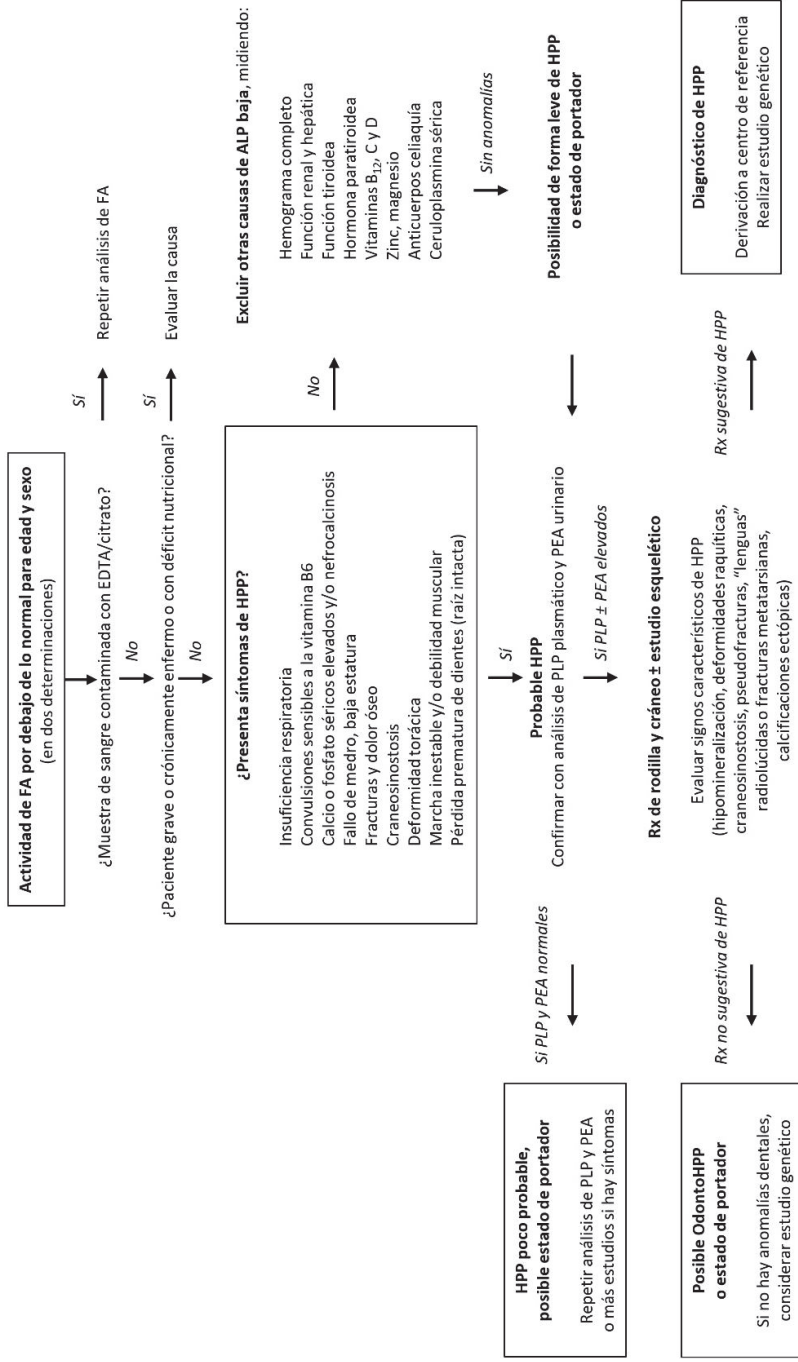 Actividad de FA por debajo de lo normal para edad y sexo
(en dos determinaciones)
¿Muestra de sangre contaminada con EDTA/citrato?
Sí
Repetir análisis de FA
No
¿Paciente grave o crónicamente enfermo o con déficit nutricional?
Sí
Evaluar la causa
No
¿Presenta síntomas de HPP?
Insuficiencia respiratoria
Convulsiones sensibles a la vitamina B6
Calcio o fosfato séricos elevados y/o nefrocalcinosis
Fallo de medro, baja estatura
Fracturas y dolor óseo
Craneosinostosis
Deformidad torácica
Marcha inestable y/o debilidad muscular
Pérdida prematura de dientes (raíz intacta)
No
Excluir otras causas de ALP baja, midiendo:
Hemograma completo
Función renal y hepática
Función tiroidea
Hormona paratiroidea
Vitaminas B12, C y D
Zinc, magnesio
Anticuerpos celiaquía
Ceruloplasmina sérica
Sin anomalías
Posibilidad de forma leve de HPP
o estado de portador
Sí
Probable HPP
Confirmar con análisis de PLP plasmático y PEA urinario
Si PLP y PEA normales
HPP poco probable,
posible estado de portador
Repetir análisis de PLP y PEA
o más estudios si hay síntomas
Si PLP ± PEA elevados
Rx de rodilla y cráneo ± estudio esquelético
Evaluar signos característicos de HPP
(hipomineralización, deformidades raquíticas,
craneosinostosis, pseudofracturas, “lenguas”
radiolúcidas o fracturas metatarsianas,
calcificaciones ectópicas)
Rx no sugestiva de HPP
Posible OdontoHPP
o estado de portador
Si no hay anomalías dentales,
considerar estudio genético
Rx sugestiva de HPP
Diagnóstico de HPP
Derivación a centro de referencia
Realizar estudio genético